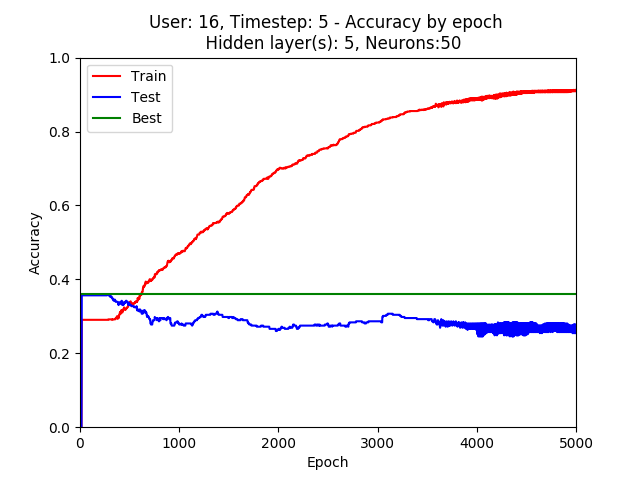 User: 16, Timestep: 5 - Accuracy by epoch
Hidden layer(s): 5, Neurons:50
1.0
0.8
0.6
0.4
0.2
0.0
Accuracy
Train
Test
Best
0
1000
2000
3000
4000
5000
Epoch